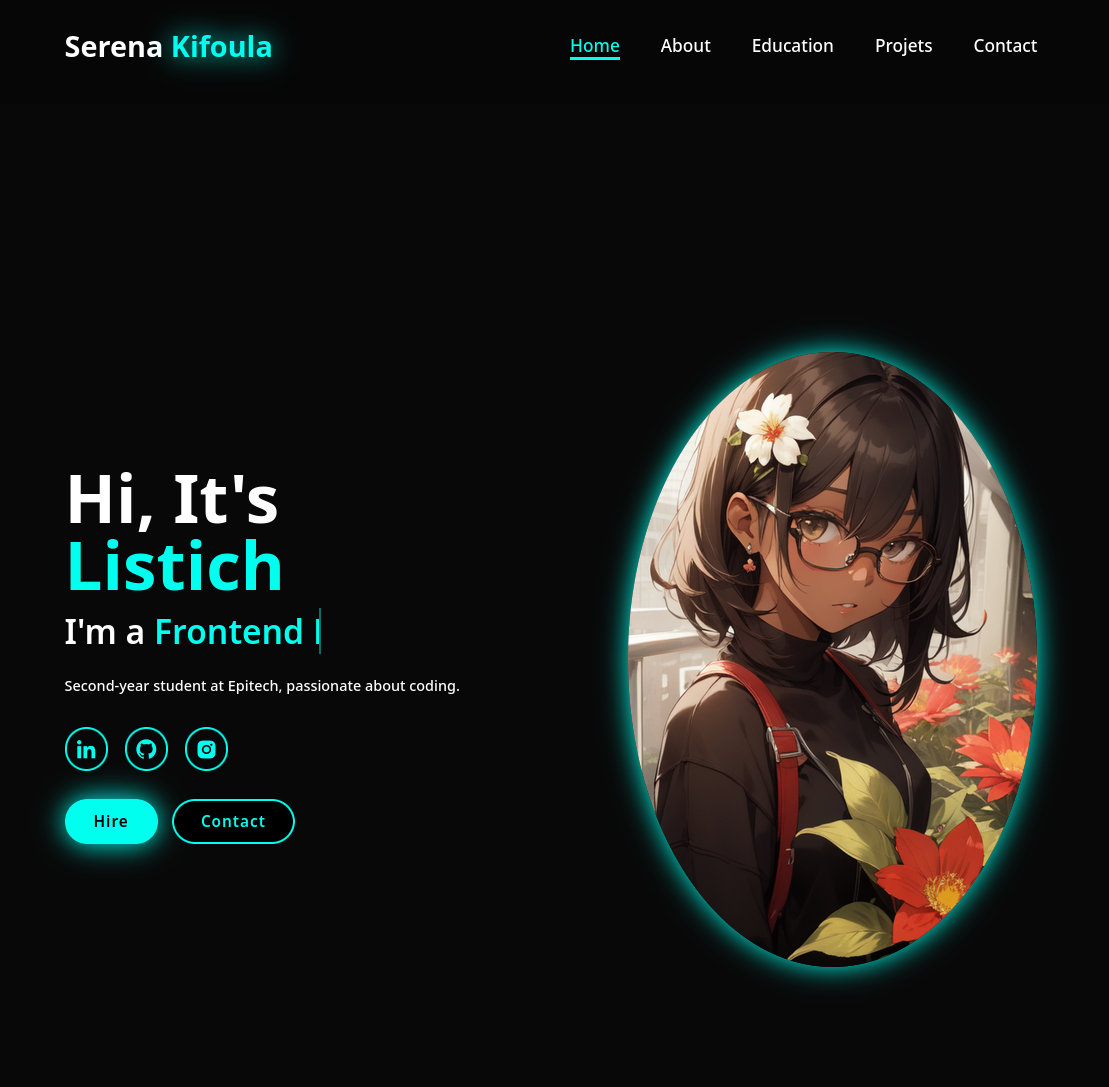 Serena Kifoula
Home About Education Projets Contact
Hi, It's
Listich
I'm a Frontend
Second-year student at Epitech, passionate about coding.
in
Hire Contact